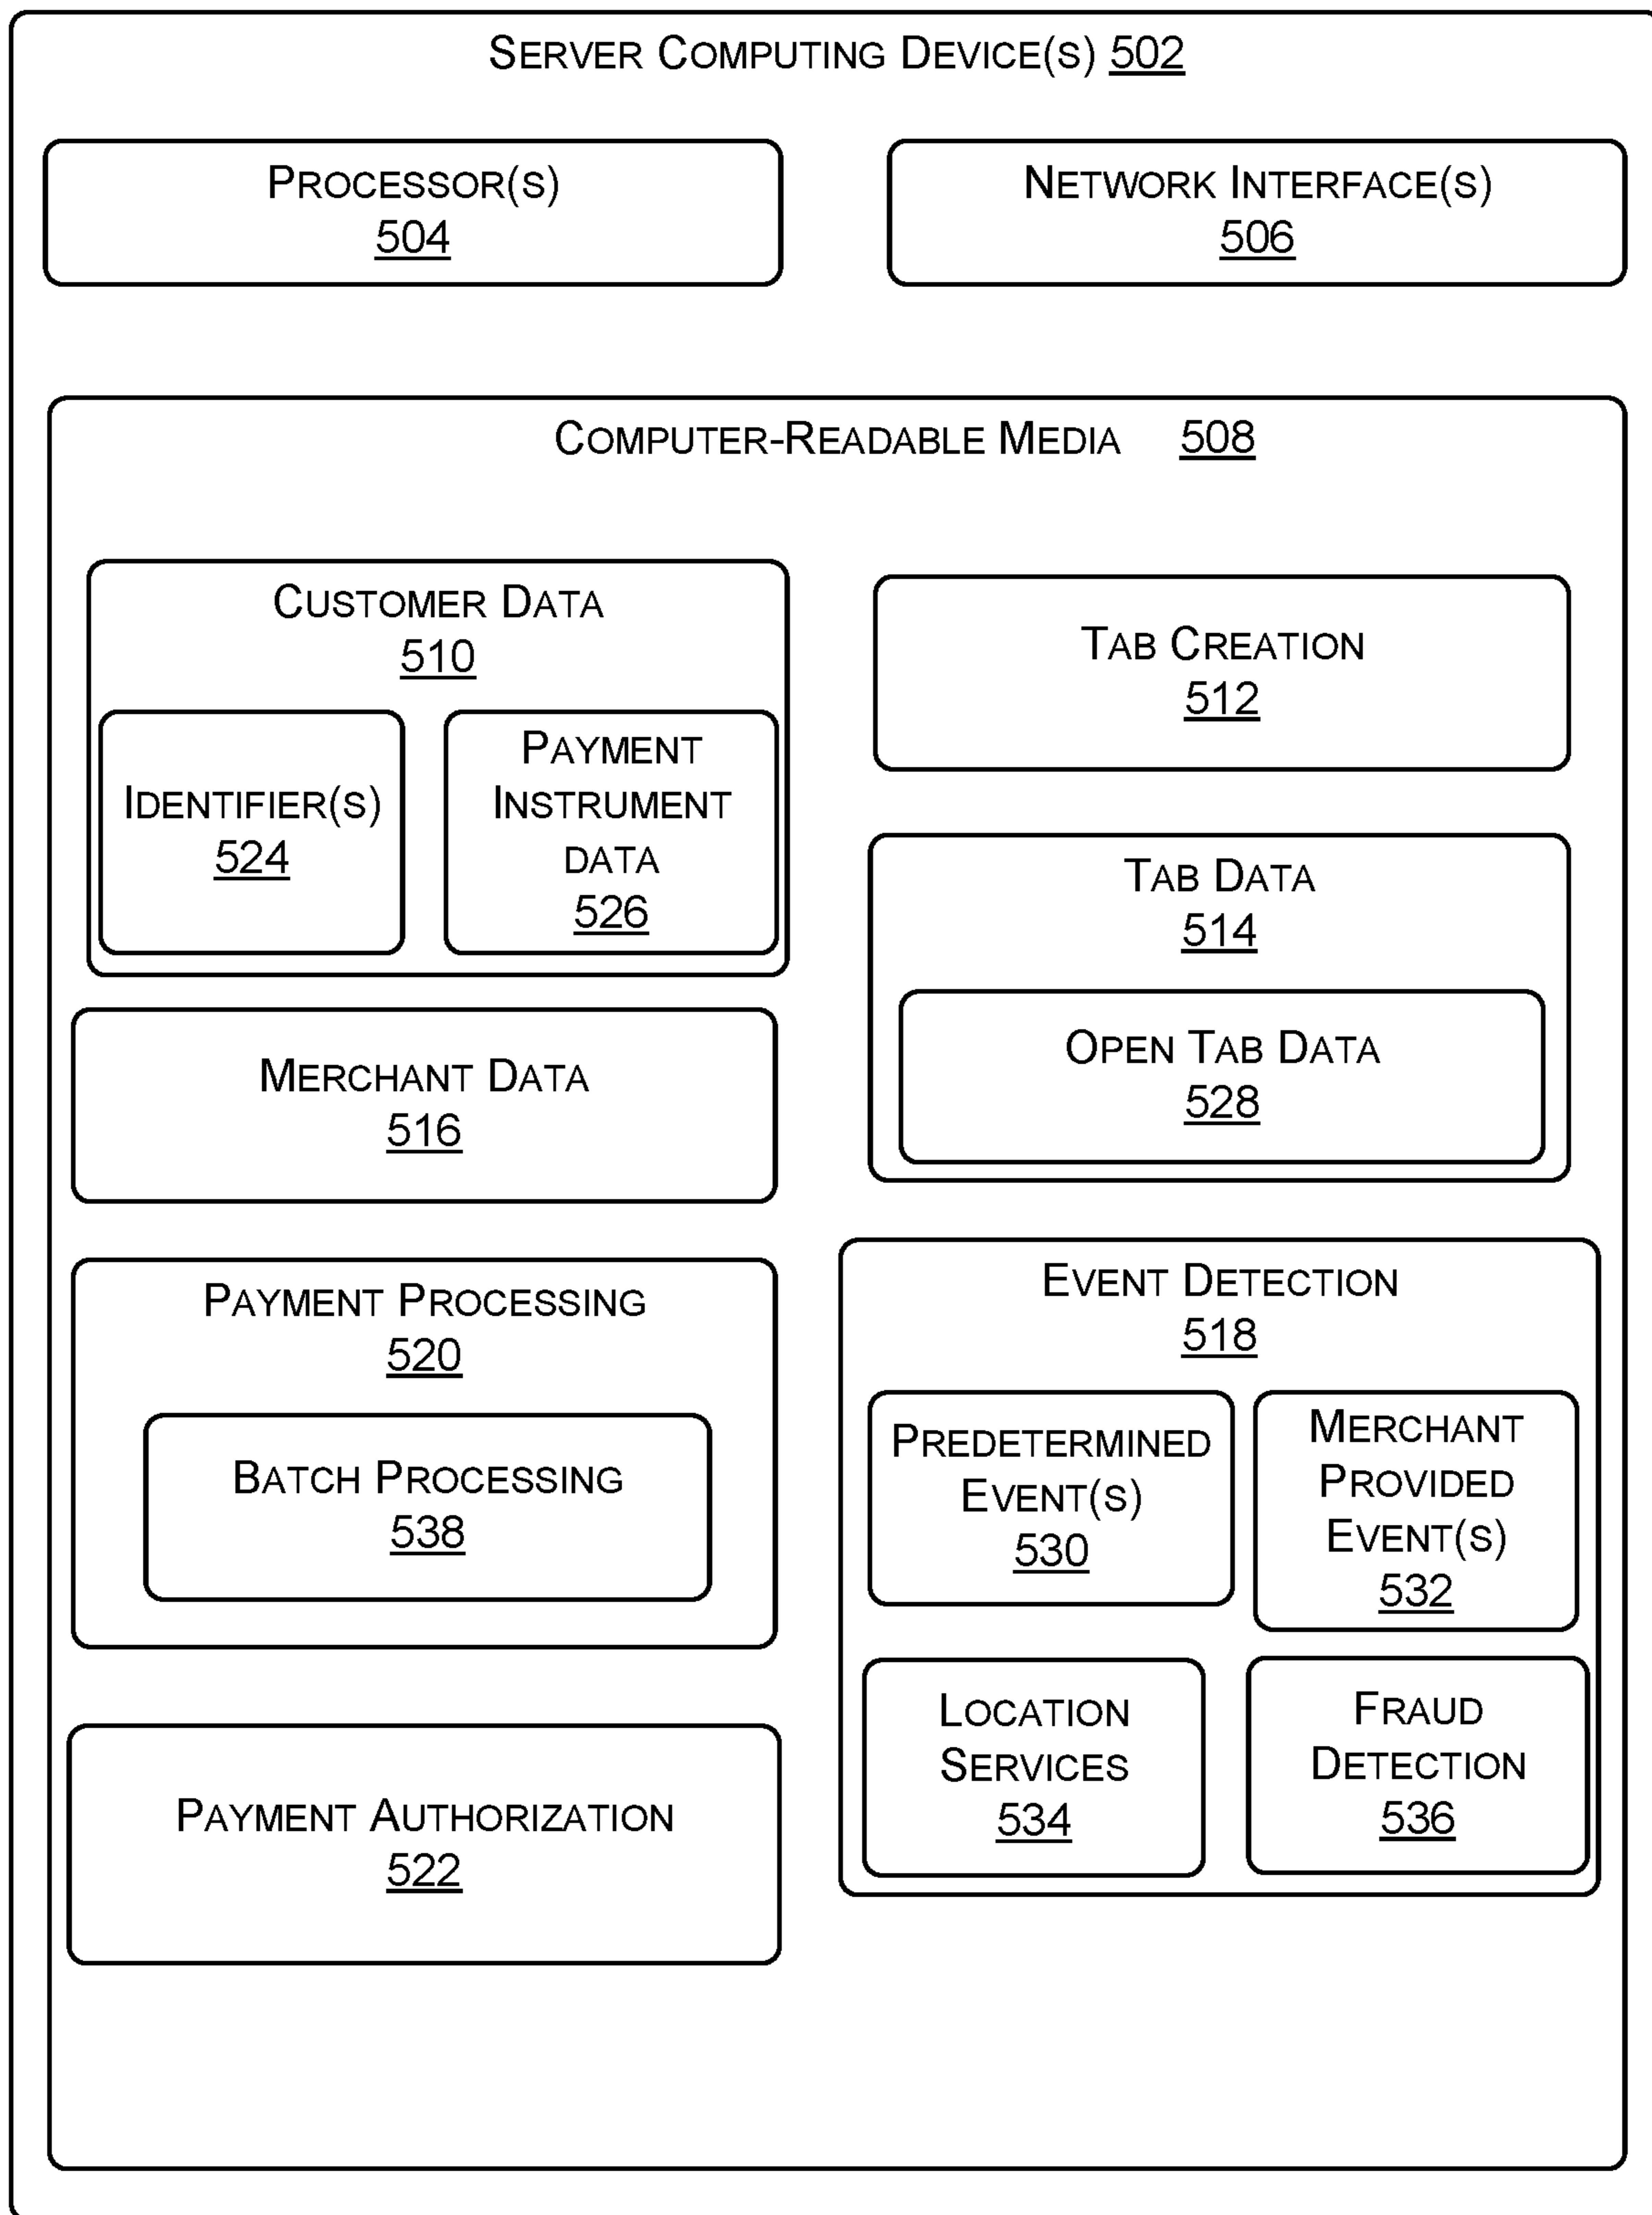 SERVER COMPUTING DEVICE(S) 502
PROCESSOR(S)
504
NETWORK INTERFACE(S)
506
COMPUTER-READABLE MEDIA 508
CUSTOMER DATA
510
IDENTIFIER(S)
524
PAYMENT
INSTRUMENT
DATA
526
TAB CREATION
512
TAB DATA
514
OPEN TAB DATA
528
MERCHANT DATA
516
PAYMENT PROCESSING
520
BATCH PROCESSING
538
EVENT DETECTION
518
PREDETERMINED
EVENT(S)
530
MERCHANT
PROVIDED
EVENT(S)
532
LOCATION
SERVICES
534
FRAUD
DETECTION
536
PAYMENT AUTHORIZATION
522